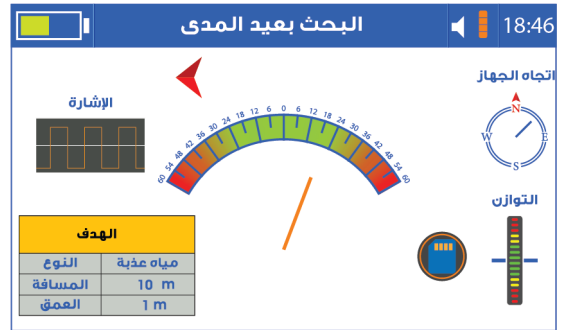 البحث بعيد المدى
18:46
اتجاه الجهاز
N
W E
S
الإشارة
60 54 48 42 36 30 24 18 12 6 0 6 12 18 24 30 36 42 48 54 60
التوازن
الهدف
النوع مياه عذبة
المسافة 10 m
العمق 1 m